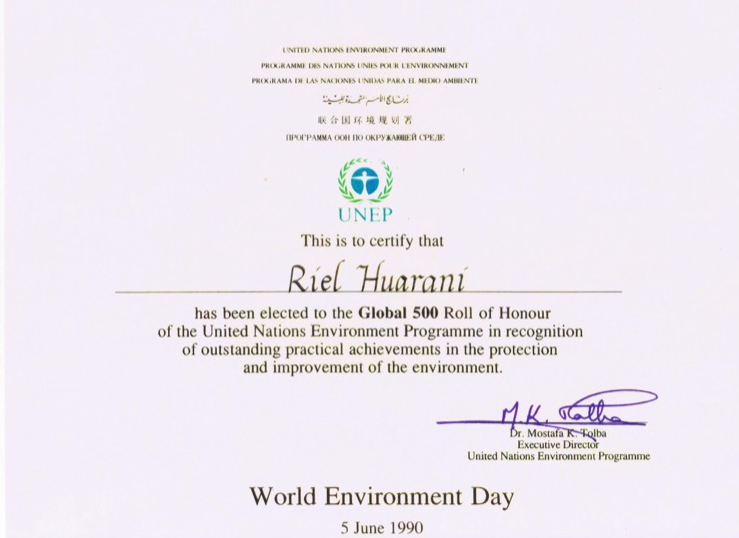 UNITED NATIONS ENVIRONMENT PROGRAMME
PROGRAMME DES NATIONS UNIES POUR L'ENVIRONNEMENT
PROGRAMA DE LAS NACIONES UNIDAS PARA EL MEDIO AMBIENTE
برنامج الأمم المتحدة للبيئة
联合国环境规划署
ПРОГРАММА ООН ПО ОКРУЖАЮЩЕЙ СРЕДЕ
UNEP
This is to certify that
Riel Huarani
has been elected to the Global 500 Roll of Honour
of the United Nations Environment Programme in recognition
of outstanding practical achievements in the protection
and improvement of the environment.
M.K. Tolba
Dr. Mostafa K. Tolba
Executive Director
United Nations Environment Programme
World Environment Day
5 June 1990